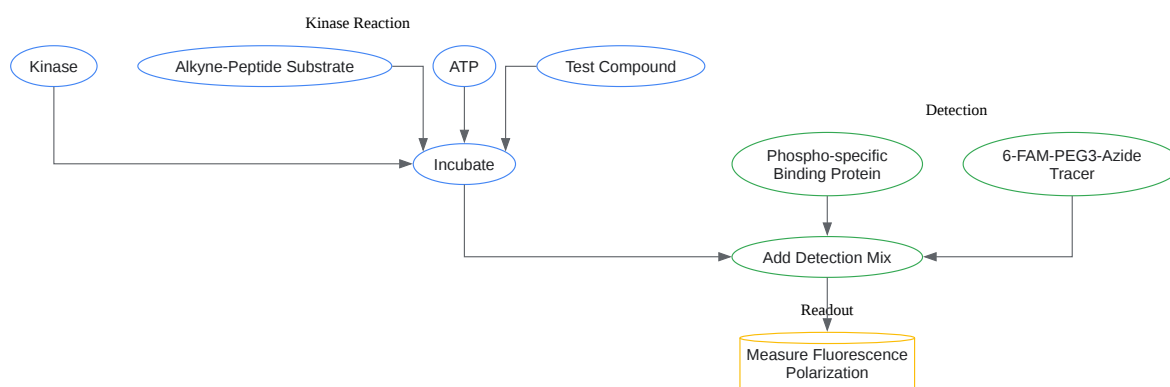 Kinase Reaction
Kinase
Alkyne-Peptide Substrate
ATP
Test Compound
Incubate
Detection
Phospho-specific
Binding Protein
6-FAM-PEG3-Azide
Tracer
Add Detection Mix
Readout
Measure Fluorescence
Polarization